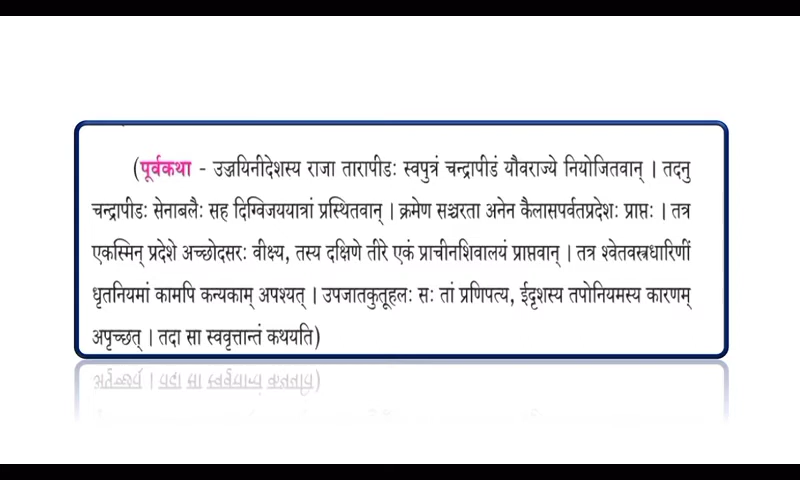 (पूर्वकथा - उज्जयिनीदेशस्य राजा तारापीडः स्वपुत्रं चन्द्रापीडं यौवराज्ये नियोजितवान् । तदनु
चन्द्रापीडः सेनाबलैः सह दिग्विजययात्रां प्रस्थितवान् । क्रमेण सञ्चरता अनेन कैलासपर्वतप्रदेशः प्राप्तः । तत्र
एकस्मिन् प्रदेशे अच्छोदसरः वीक्ष्य, तस्य दक्षिणे तीरे एकं प्राचीनशिवालयं प्राप्तवान् । तत्र श्वेतवस्त्रधारिणीं
धृतनियमां कामपि कन्यकाम् अपश्यत् । उपजातकुतूहलः सः तां प्रणिपत्य, ईदृशस्य तपोनियमस्य कारणम्
अपृच्छत् । तदा सा स्ववृत्तान्तं कथयति)